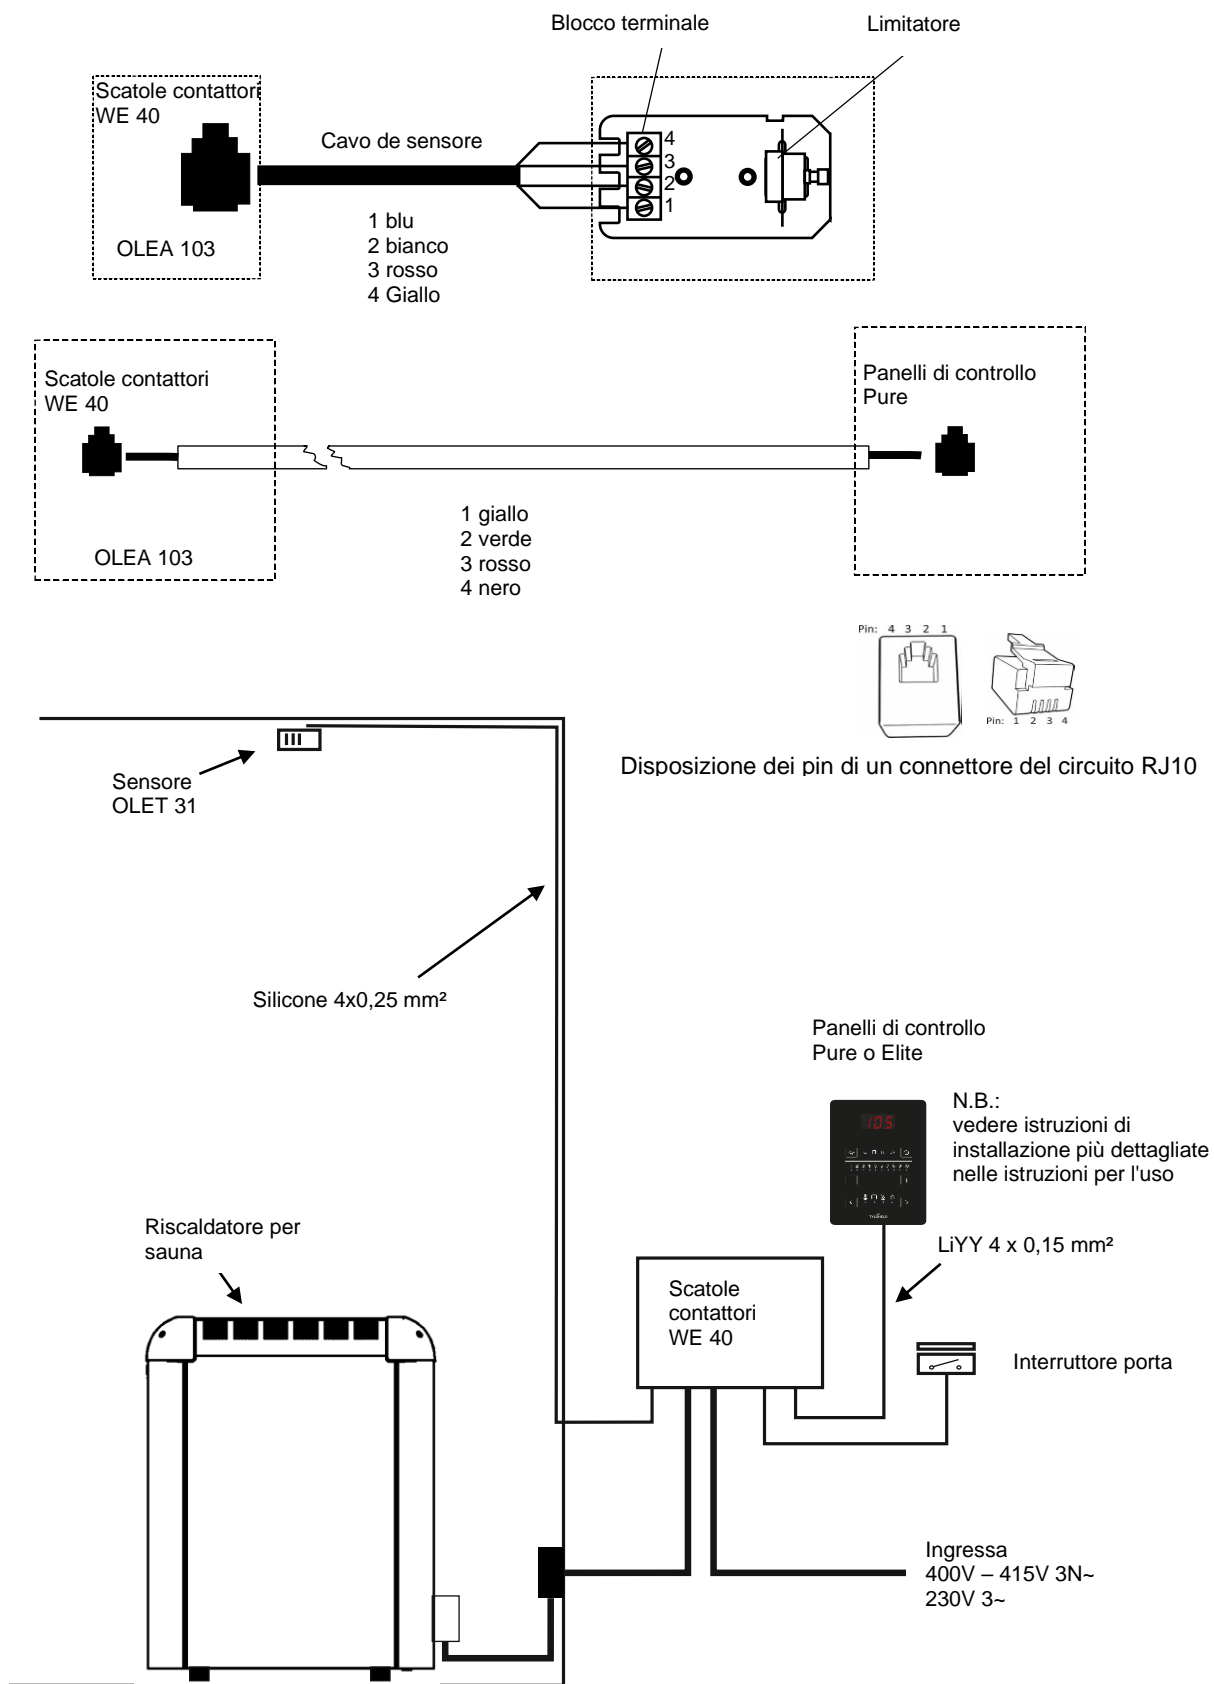 Blocco terminale
Limitatore
Scatole contattori
WE 40
Cavo de sensore
4
3
2
1
1 blu
2 bianco
3 rosso
4 Giallo
OLEA 103
Scatole contattori
WE 40
Panelli di controllo
Pure
1 giallo
2 verde
3 rosso
4 nero
OLEA 103
Pin: 4 3 2 1
Pin: 1 2 3 4
Disposizione dei pin di un connettore del circuito RJ10
Sensore
OLET 31
Silicone 4x0,25 mm²
Panelli di controllo
Pure o Elite
105
N.B.:
vedere istruzioni di
installazione più dettagliate
nelle istruzioni per l'uso
Riscaldatore per
sauna
LiYY 4 x 0,15 mm²
Scatole
contattori
WE 40
Interruttore porta
Ingressa
400V – 415V 3N~
230V 3~